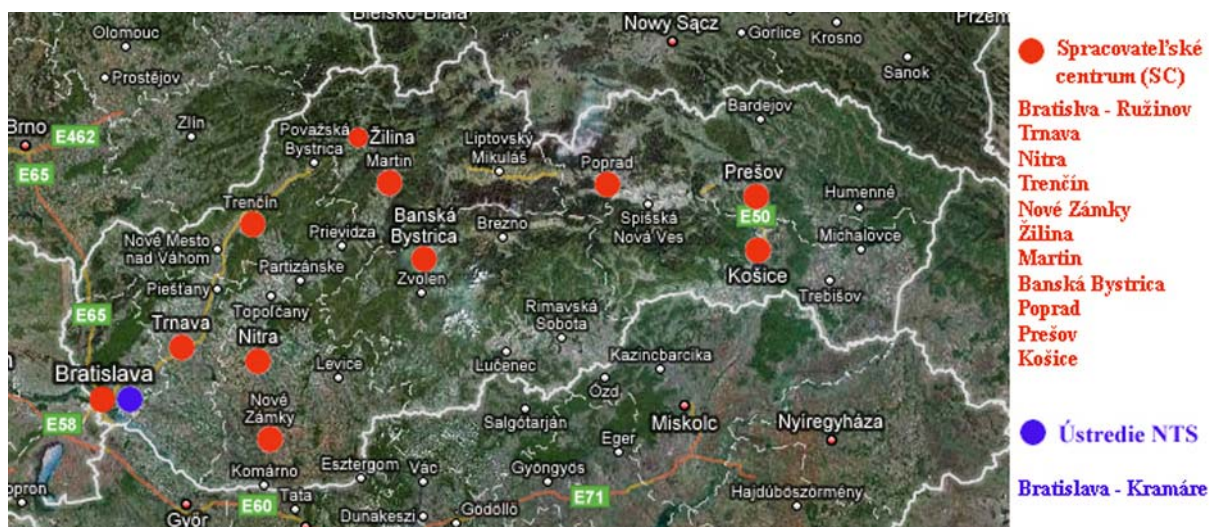 Bielsko-Biała
Nowy Sącz
Przem
Olomouc
Gorlice
Krosno
Sanok
Prostějov
Brno
E462
Zlín
Považská
Bystrica
Žilina
Martin
Liptovský
Mikuláš
Poprad
Bardejov
Prešov
E65
Humenné
Trenčín
Banská
Bystrica
Spišská
Nová Ves
E50
Nové Mesto
nad Váhom
Prievidza
Brezno
Michalovce
Partizánske
Zvolen
Košice
Piešťany
Topoľčany
Trebišov
E65
Rimavská
Sobota
Trnava
Nitra
Levice
Lučenec
Kazincbarcika
Bratislava
Ózd
Nové
Zámky
E58
Salgótarján
Miskolc
Nyíregyháza
Eger
Komárno
Esztergom
Vác
Gyöngyös
opron
E60
Tata
E71
Hajdúböszörmény
Győr
Dunakeszi
Gödöllő
Spracovateľské
centrum (SC)
Bratislva - Ružinov
Trnava
Nitra
Trenčín
Nové Zámky
Žilina
Martin
Banská Bystrica
Poprad
Prešov
Košice
Ústredie NTS
Bratislava - Kramáre